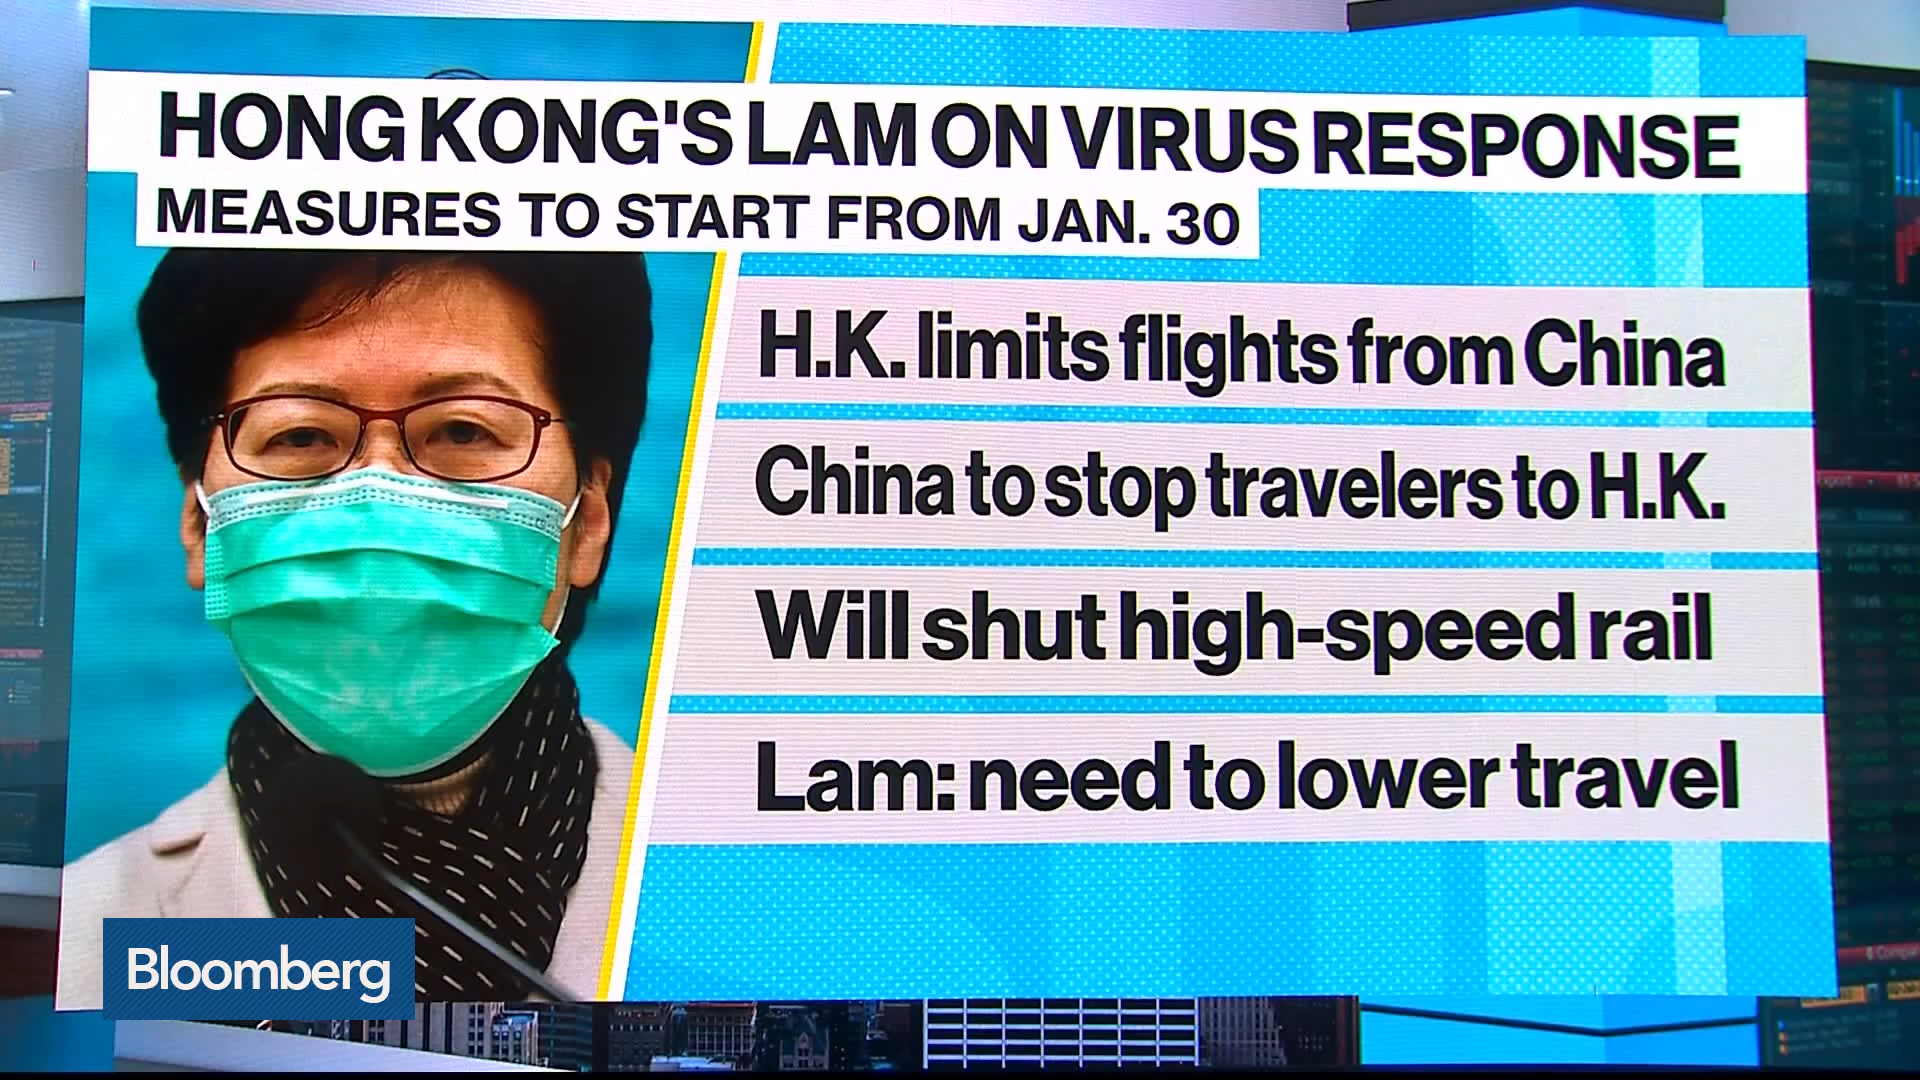 HONG KONG'S LAM ON VIRUS RESPONSE
MEASURES TO START FROM JAN. 30
H.K. limits flights from China
China to stop travelers to H.K.
Will shut high-speed rail
Lam: need to lower travel
Bloomberg